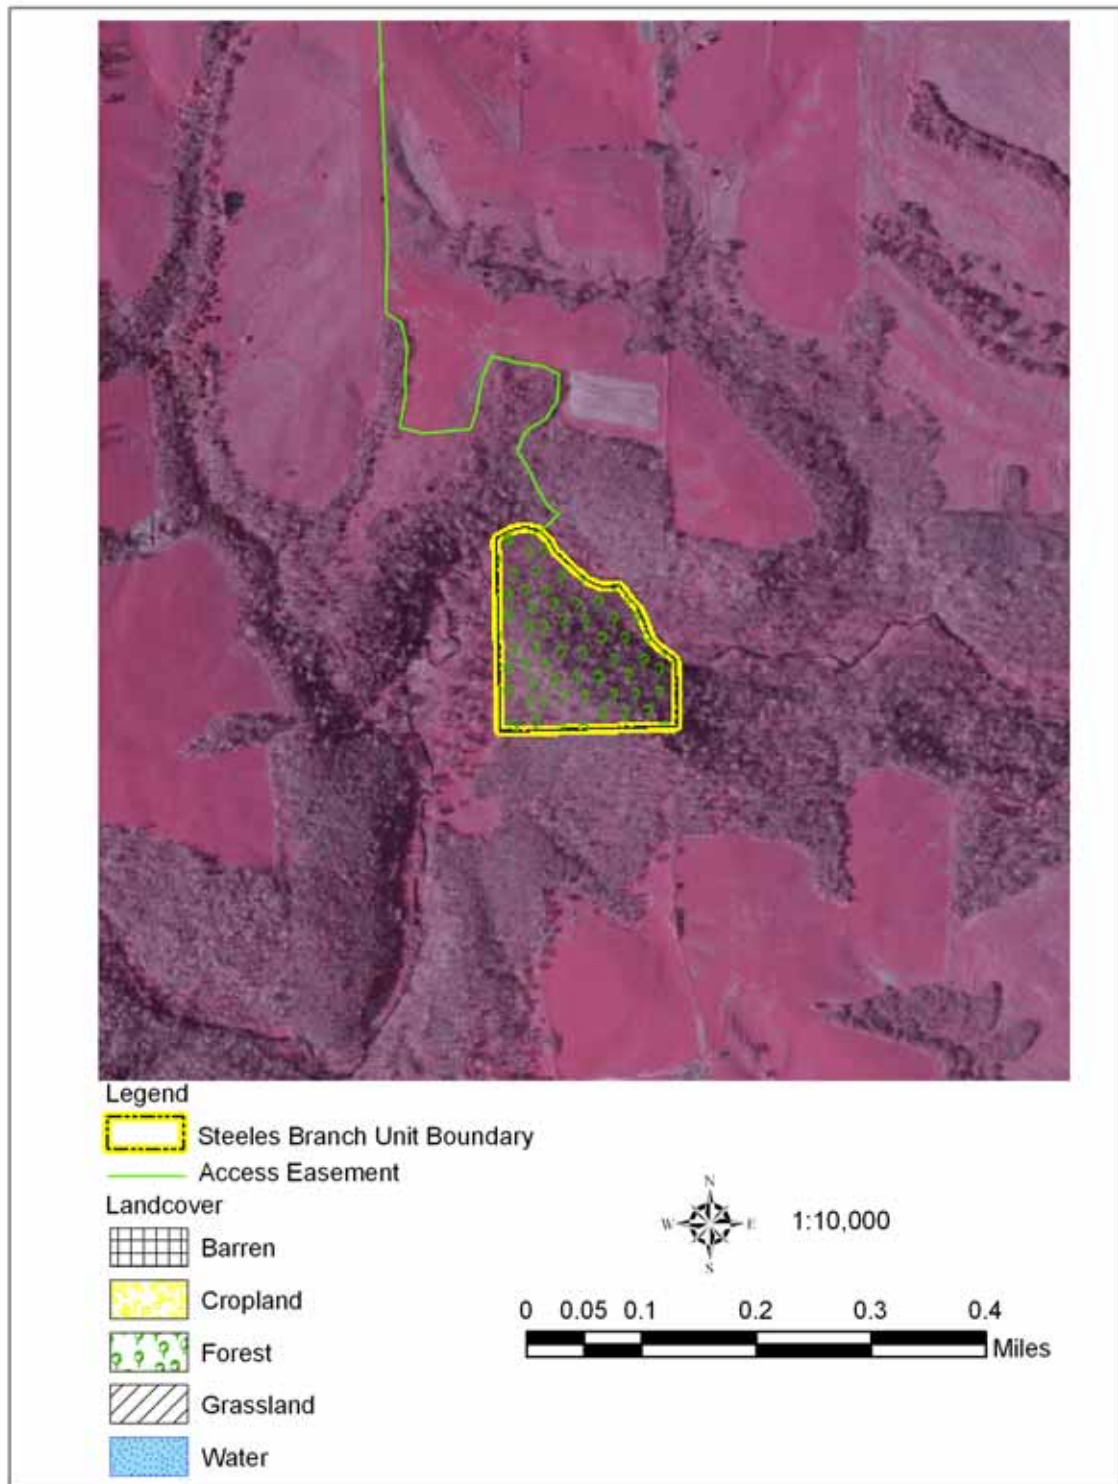 Legend
Steeles Branch Unit Boundary
Access Easement
Landcover
Barren
Cropland
Forest
Grassland
Water
N
W E
S
1:10,000
0 0.05 0.1 0.2 0.3 0.4
Miles